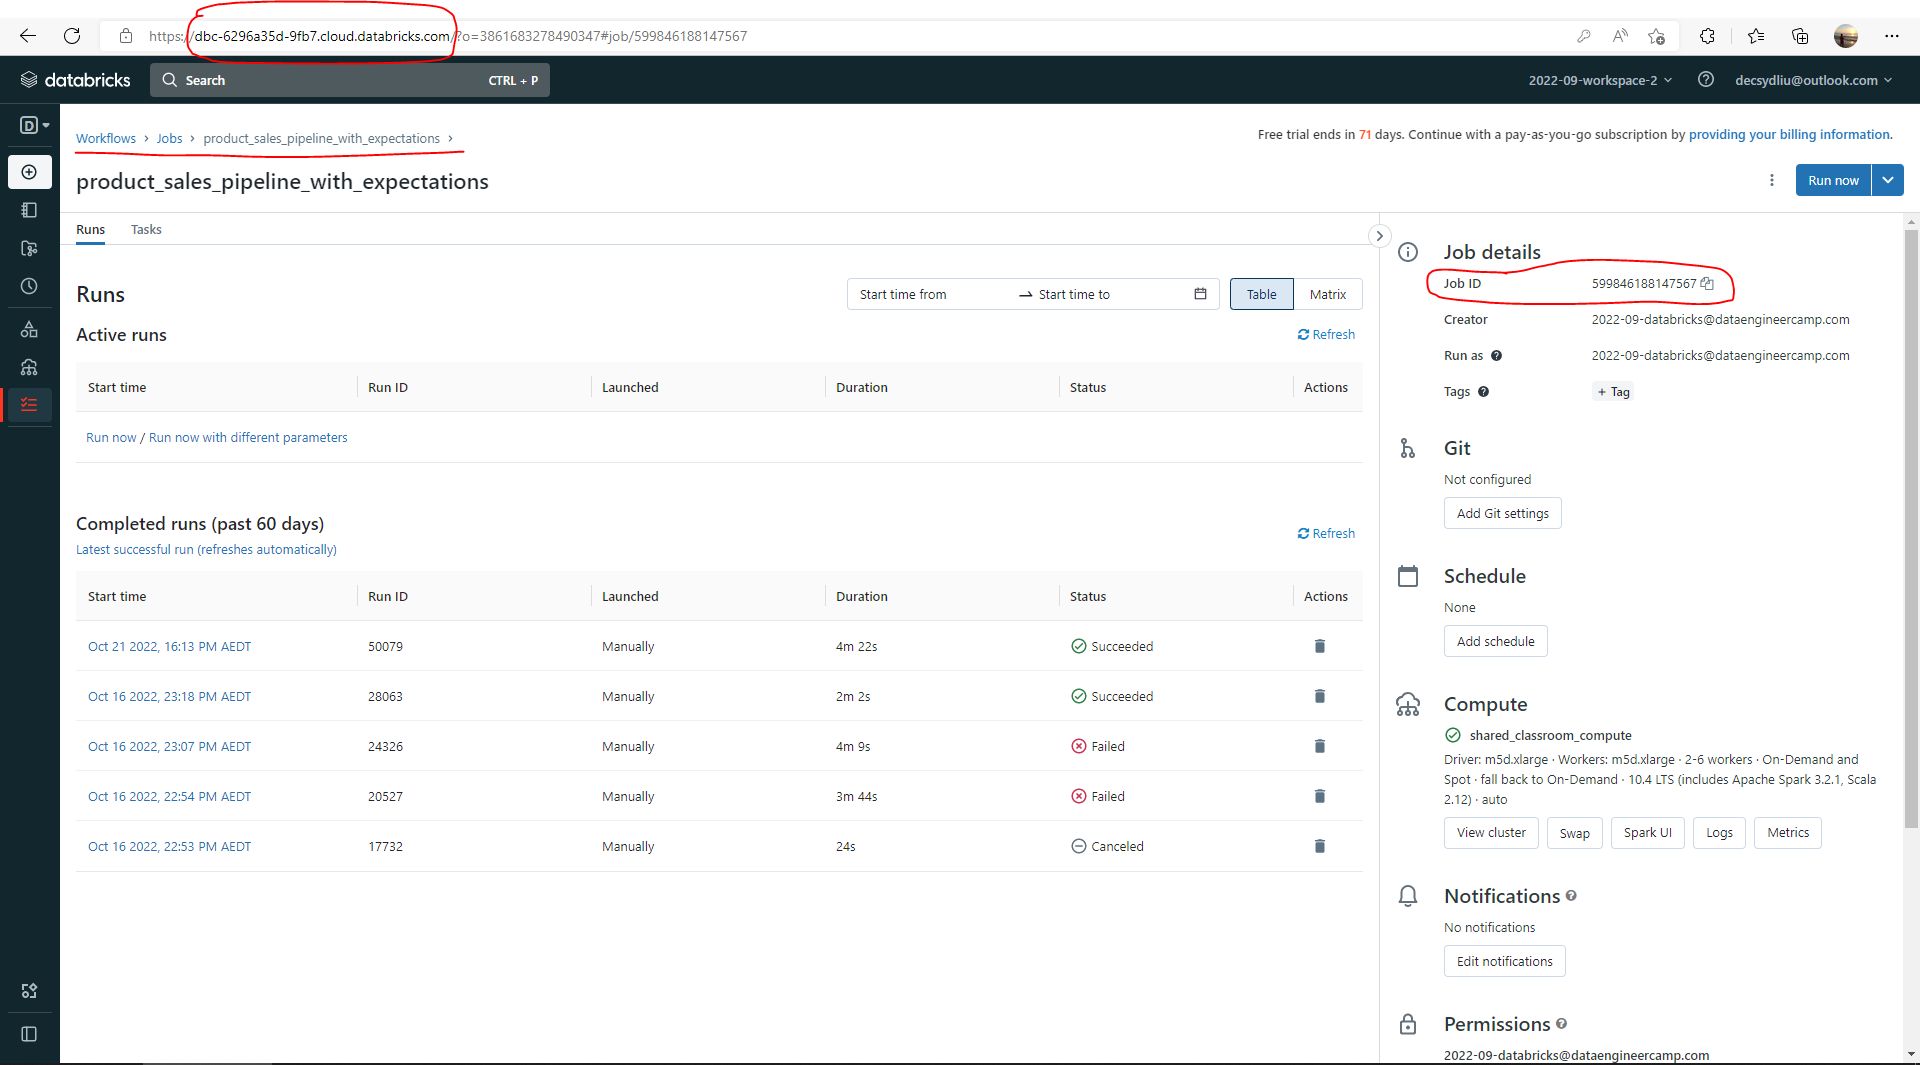 https://dbc-6296a35d-9fb7.cloud.databricks.com/?o=3861683278490347#job/599846188147567
databricks
Search CTRL + P
2022-09-workspace-2
decsydliu@outlook.com
D
Workflows > Jobs > product_sales_pipeline_with_expectations >
Free trial ends in 71 days. Continue with a pay-as-you-go subscription by providing your billing information.
product_sales_pipeline_with_expectations
Run now
Runs Tasks
Runs
Start time from → Start time to
Table Matrix
Active runs
Refresh
Start time Run ID Launched Duration Status Actions
Run now / Run now with different parameters
Completed runs (past 60 days)
Latest successful run (refreshes automatically)
Refresh
Start time Run ID Launched Duration Status Actions
Oct 21 2022, 16:13 PM AEDT 50079 Manually 4m 22s Succeeded
Oct 16 2022, 23:18 PM AEDT 28063 Manually 2m 2s Succeeded
Oct 16 2022, 23:07 PM AEDT 24326 Manually 4m 9s Failed
Oct 16 2022, 22:54 PM AEDT 20527 Manually 3m 44s Failed
Oct 16 2022, 22:53 PM AEDT 17732 Manually 24s Canceled
Job details
Job ID 599846188147567
Creator 2022-09-databricks@dataengineercamp.com
Run as 2022-09-databricks@dataengineercamp.com
Tags + Tag
Git
Not configured
Add Git settings
Schedule
None
Add schedule
Compute
shared_classroom_compute
Driver: m5d.xlarge · Workers: m5d.xlarge · 2-6 workers · On-Demand and
Spot · fall back to On-Demand · 10.4 LTS (includes Apache Spark 3.2.1, Scala
2.12) · auto
View cluster Swap Spark UI Logs Metrics
Notifications
No notifications
Edit notifications
Permissions
2022-09-databricks@dataengineercamp.com